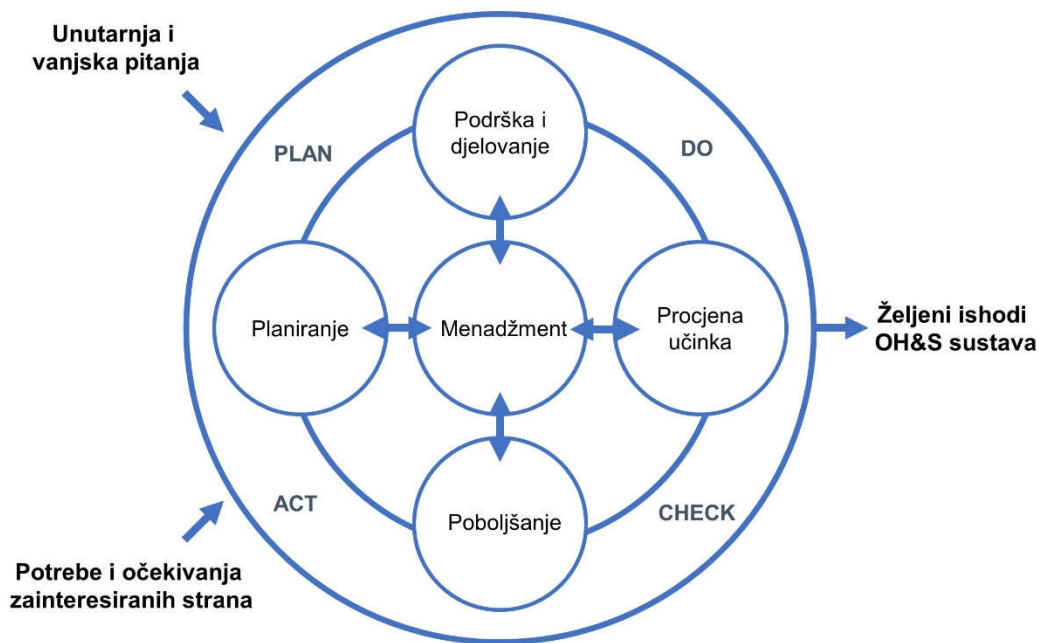 Unutarnja i
vanjska pitanja
Podrška i
djelovanje
PLAN
DO
Planiranje
Menadžment
Procjena
učinka
Željeni ishodi
OH&S sustava
ACT
CHECK
Poboljšanje
Potrebe i očekivanja
zainteresiranih strana